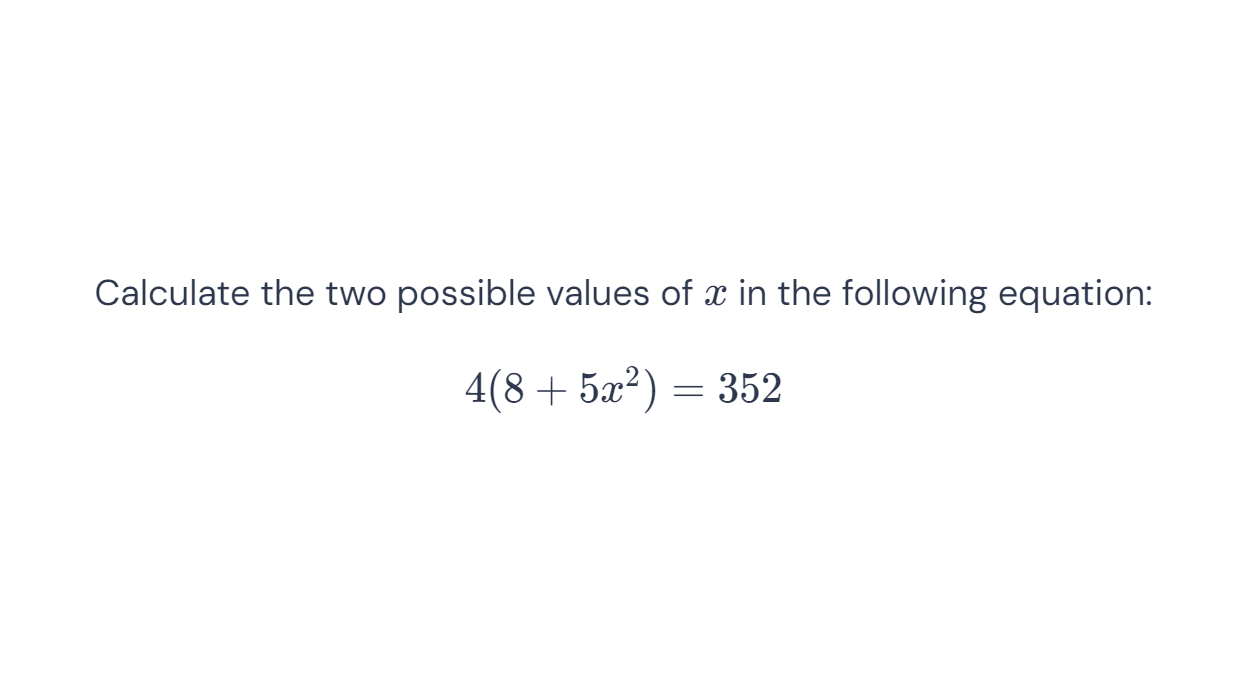 Calculate the two possible values of x in the following equation:
4(8 + 5x²) = 352